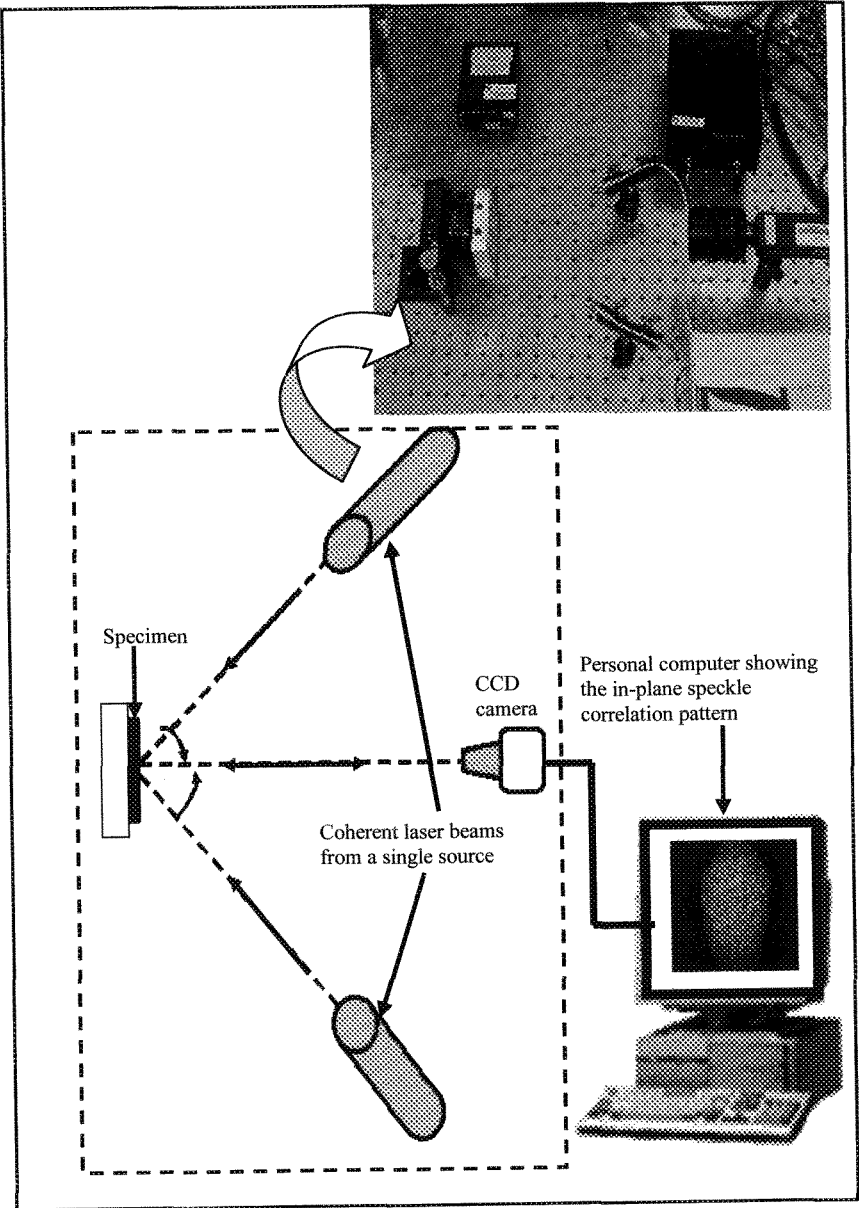 Specimen
CCD
camera
Personal computer showing
the in-plane speckle
correlation pattern
Coherent laser beams
from a single source